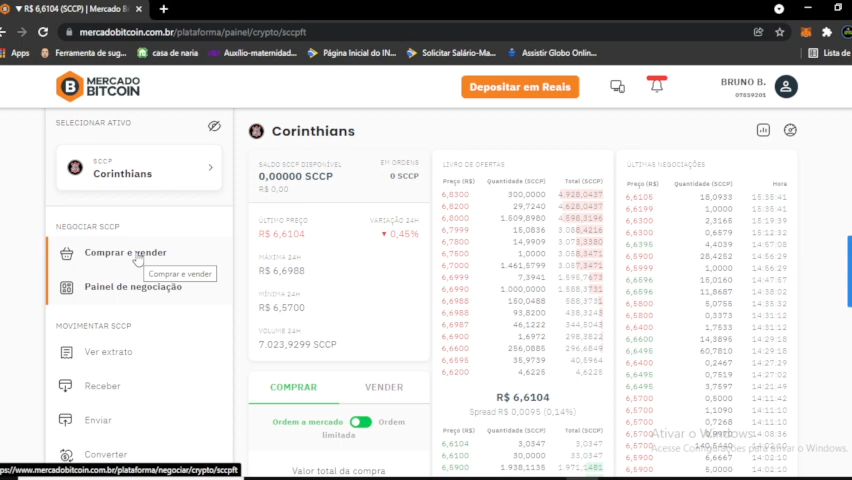 ▼ R$ 6,6104 (SCCP) | Mercado B
mercadobitcoin.com.br/plataforma/painel/crypto/sccpft
Apps
Ferramenta de sug...
casa de naria
Auxílio-maternidad...
Página Inicial do IN...
Solicitar Salário-Ma...
Assistir Globo Onlin...
Lista de
MERCADO
BITCOIN
Depositar em Reais
BRUNO B.
07559201
SELECIONAR ATIVO
SCCP
Corinthians
NEGOCIAR SCCP
Comprar e vender
Comprar e vender
Painel de negociação
MOVIMENTAR SCCP
Ver extrato
Receber
Enviar
Converter
ps://www.mercadobitcoin.com.br/plataforma/negociar/crypto/sccpft
Corinthians
SALDO SCCP DISPONÍVEL
0,00000 SCCP
R$ 0,00
EM ORDENS
0 SCCP
ÚLTIMO PREÇO
R$ 6,6104
VARIAÇÃO 24H
▼ 0,45%
MÁXIMA 24H
R$ 6,6988
MÍNIMA 24H
R$ 6,5700
VOLUME 24H
7.023,9299 SCCP
COMPRAR
VENDER
Ordem a mercado
Ordem limitada
Valor total da compra
LIVRO DE OFERTAS
Preço (R$) Quantidade (SCCP) Total (SCCP)
6,8300 300,0000 4.928,0437
6,8200 29,7240 4.628,0437
6,8000 1.509,8980 4.598,3196
6,7999 15,0836 3.088,4216
6,7800 14,9909 3.073,3380
6,7500 1,0000 3.058,3471
6,7000 1.461,5799 3.057,3471
6,6999 7,3941 1.595,7673
6,6990 1.000,0000 1.588,3731
6,6988 150,0488 588,3731
6,6988 93,8200 438,3243
6,6987 46,1222 344,5043
6,6900 1,6972 298,3822
6,6600 256,0886 296,6849
6,6595 35,9739 40,5964
6,6200 4,6225 4,6225
R$ 6,6104
Spread R$ 0,0095 (0,14%)
Preço (R$) Quantidade (SCCP) Total (SCCP)
6,6104 3,0347 3,0347
6,6100 30,0000 33,0347
6,5900 1.938,1135 1.971,1481
ÚLTIMAS NEGOCIAÇÕES
Preço (R$) Quantidade (SCCP) Hora
6,6105 18,0933 15:35:41
6,6199 1,0000 15:35:41
6,6300 2,3165 15:19:39
6,6300 0,6579 15:12:32
6,6395 4,4039 14:57:08
6,5900 28,4252 14:56:29
6,5999 1,0000 14:56:29
6,6595 15,0160 14:47:57
6,6596 11,5687 14:38:02
6,5800 5,0755 14:35:32
6,5800 0,3373 14:31:12
6,6400 1,7533 14:31:12
6,6600 14,3895 14:29:18
6,6495 60,7810 14:29:18
6,6400 0,7519 14:27:02
6,6495 3,7597 14:21:49
6,5700 0,5000 14:11:42
6,5700 1,1090 14:11:10
6,5700 0,7268 14:11:10
6,5700 14:08:36
6,5700 140,5440 14:02:10
6,5900 6,6667 14:02:10
6,5900 5,0000 14:02:10
Ativar o Windows
Acesse Configurações para ativar o Windows.